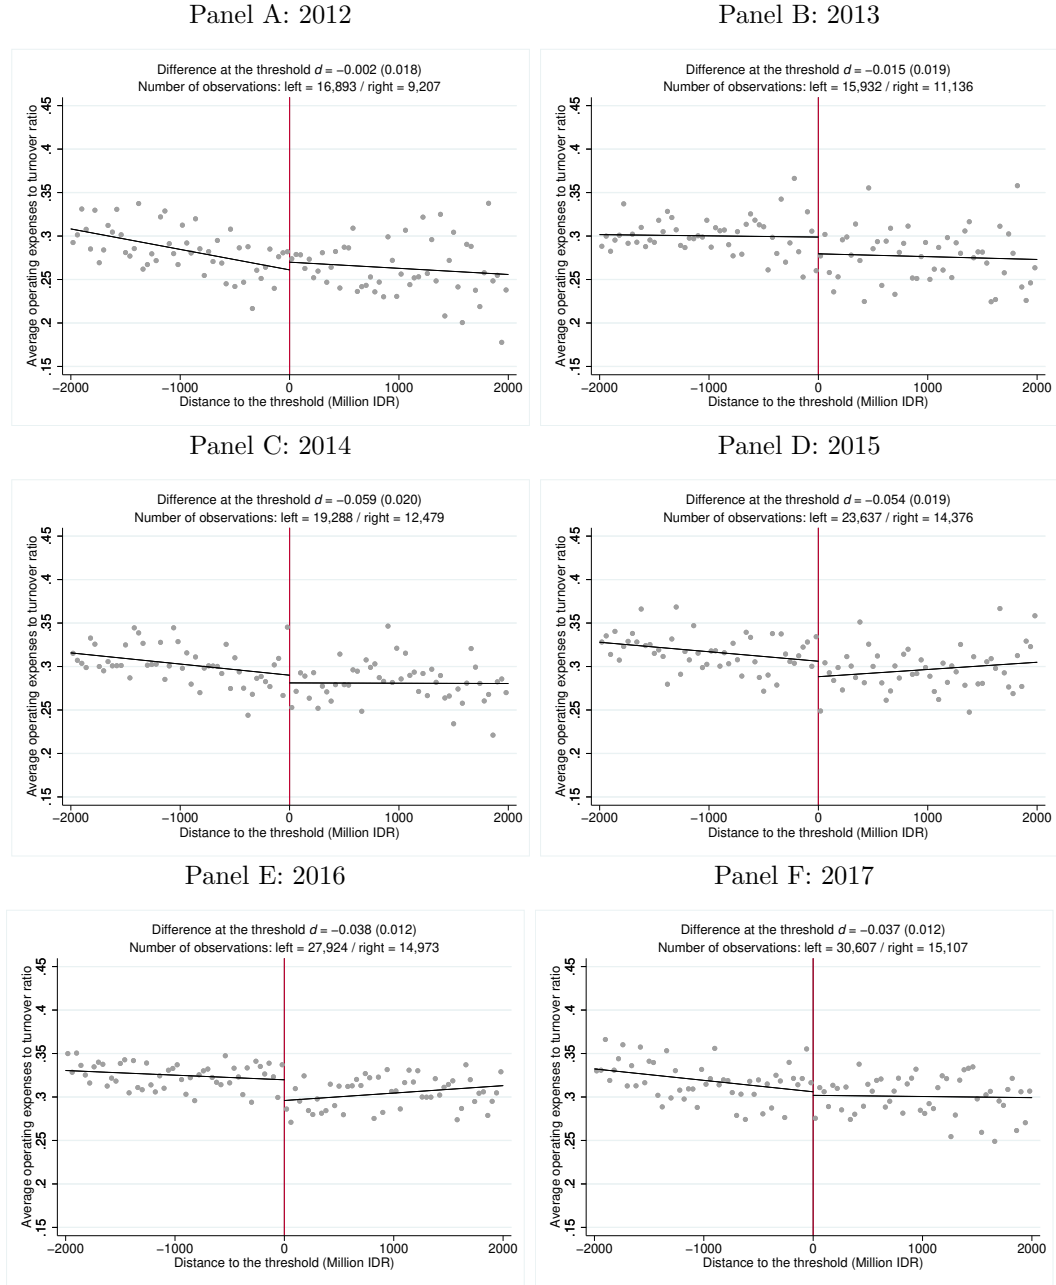 Panel A: 2012
Difference at the threshold d = −0.002 (0.018)
Number of observations: left = 16,893 / right = 9,207
Average operating expenses to turnover ratio
.15 .2 .25 .3 .35 .4 .45
−2000 −1000 0 1000 2000
Distance to the threshold (Million IDR)
Panel B: 2013
Difference at the threshold d = −0.015 (0.019)
Number of observations: left = 15,932 / right = 11,136
Average operating expenses to turnover ratio
.15 .2 .25 .3 .35 .4 .45
−2000 −1000 0 1000 2000
Distance to the threshold (Million IDR)
Panel C: 2014
Difference at the threshold d = −0.059 (0.020)
Number of observations: left = 19,288 / right = 12,479
Average operating expenses to turnover ratio
.15 .2 .25 .3 .35 .4 .45
−2000 −1000 0 1000 2000
Distance to the threshold (Million IDR)
Panel D: 2015
Difference at the threshold d = −0.054 (0.019)
Number of observations: left = 23,637 / right = 14,376
Average operating expenses to turnover ratio
.15 .2 .25 .3 .35 .4 .45
−2000 −1000 0 1000 2000
Distance to the threshold (Million IDR)
Panel E: 2016
Difference at the threshold d = −0.038 (0.012)
Number of observations: left = 27,924 / right = 14,973
Average operating expenses to turnover ratio
.15 .2 .25 .3 .35 .4 .45
−2000 −1000 0 1000 2000
Distance to the threshold (Million IDR)
Panel F: 2017
Difference at the threshold d = −0.037 (0.012)
Number of observations: left = 30,607 / right = 15,107
Average operating expenses to turnover ratio
.15 .2 .25 .3 .35 .4 .45
−2000 −1000 0 1000 2000
Distance to the threshold (Million IDR)